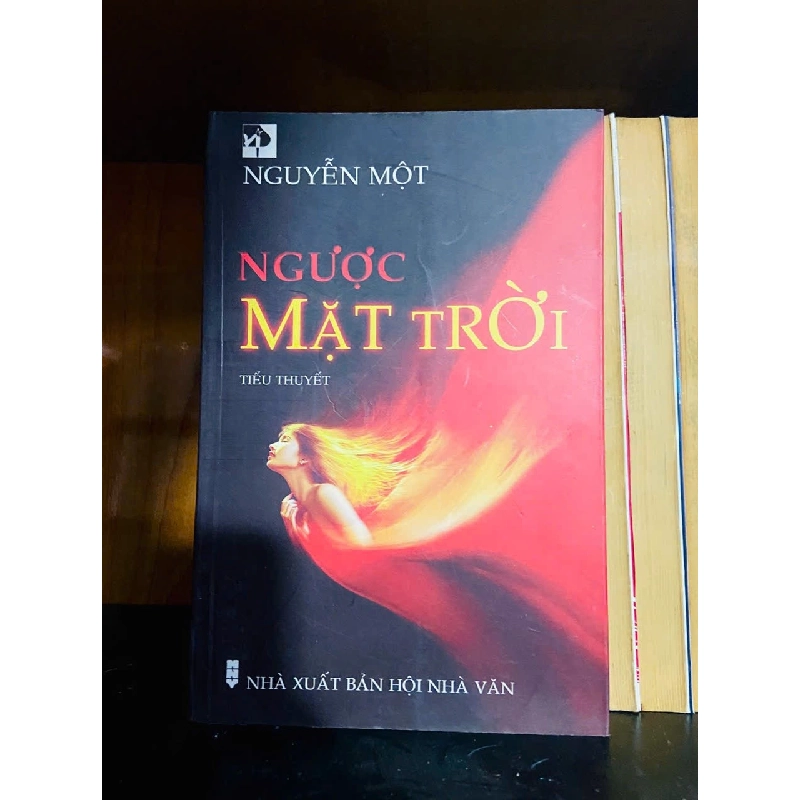 NGUYỄN MỘT
NGƯỢC
MẶT TRỜI
TIỂU THUYẾT
NHÀ XUẤT BẢN HỘI NHÀ VĂN